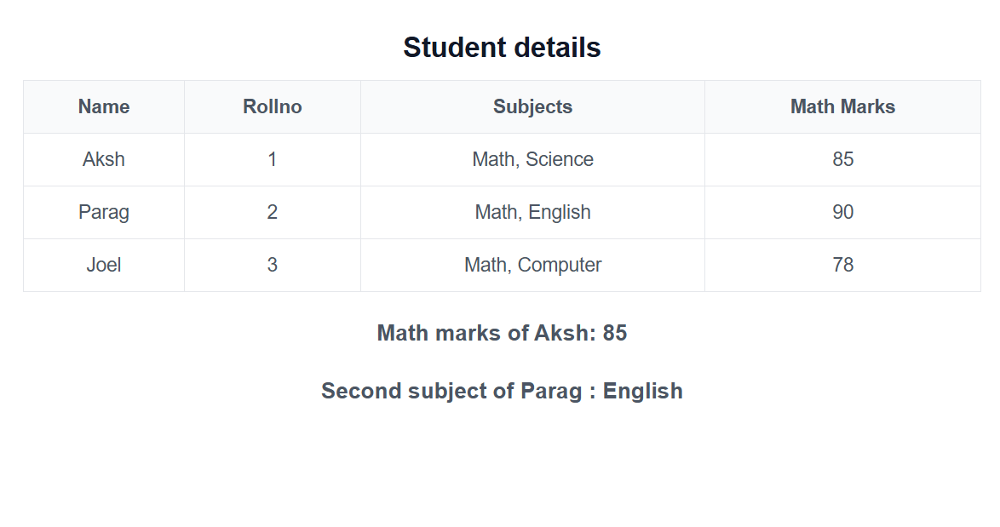 Student details
Name Rollno Subjects Math Marks
Aksh 1 Math, Science 85
Parag 2 Math, English 90
Joel 3 Math, Computer 78
Math marks of Aksh: 85
Second subject of Parag : English